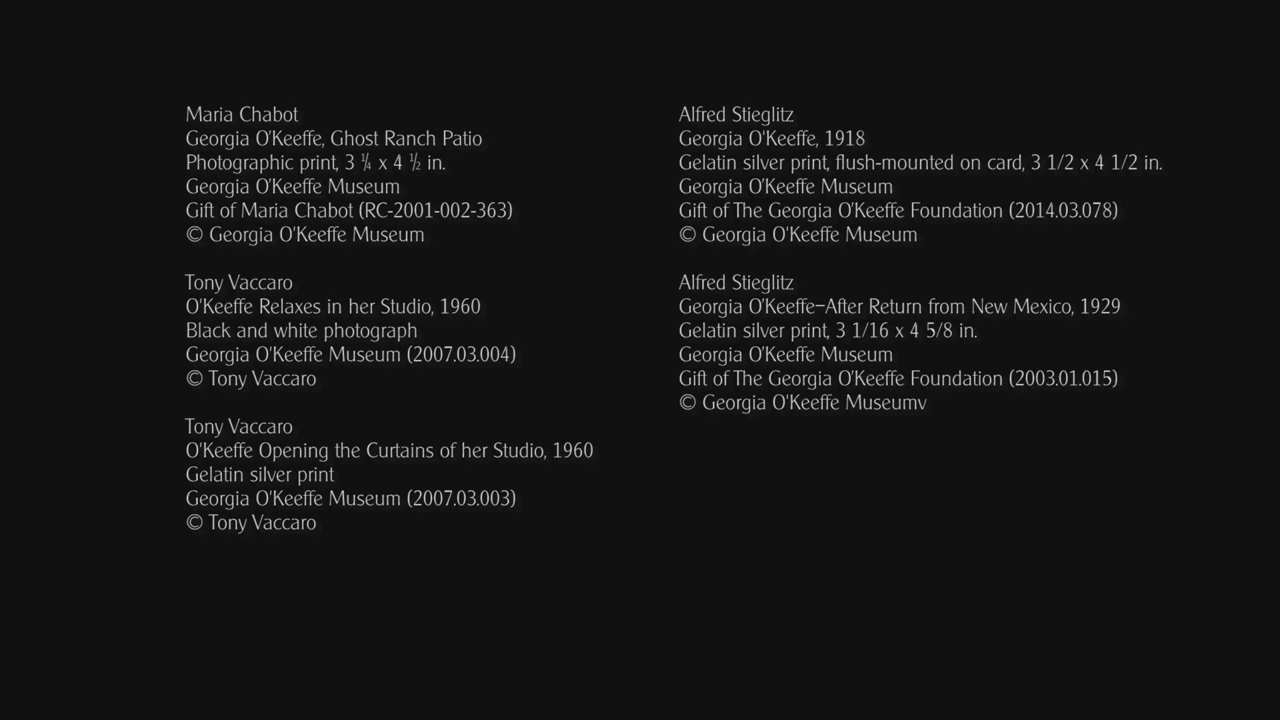 Maria Chabot
Georgia O'Keeffe, Ghost Ranch Patio
Photographic print, 3 ¼ x 4 ½ in.
Georgia O'Keeffe Museum
Gift of Maria Chabot (RC-2001-002-363)
© Georgia O'Keeffe Museum
Tony Vaccaro
O'Keeffe Relaxes in her Studio, 1960
Black and white photograph
Georgia O'Keeffe Museum (2007.03.004)
© Tony Vaccaro
Tony Vaccaro
O'Keeffe Opening the Curtains of her Studio, 1960
Gelatin silver print
Georgia O'Keeffe Museum (2007.03.003)
© Tony Vaccaro
Alfred Stieglitz
Georgia O'Keeffe, 1918
Gelatin silver print, flush-mounted on card, 3 1/2 x 4 1/2 in.
Georgia O'Keeffe Museum
Gift of The Georgia O'Keeffe Foundation (2014.03.078)
© Georgia O'Keeffe Museum
Alfred Stieglitz
Georgia O'Keeffe–After Return from New Mexico, 1929
Gelatin silver print, 3 1/16 x 4 5/8 in.
Georgia O'Keeffe Museum
Gift of The Georgia O'Keeffe Foundation (2003.01.015)
© Georgia O'Keeffe Museumv